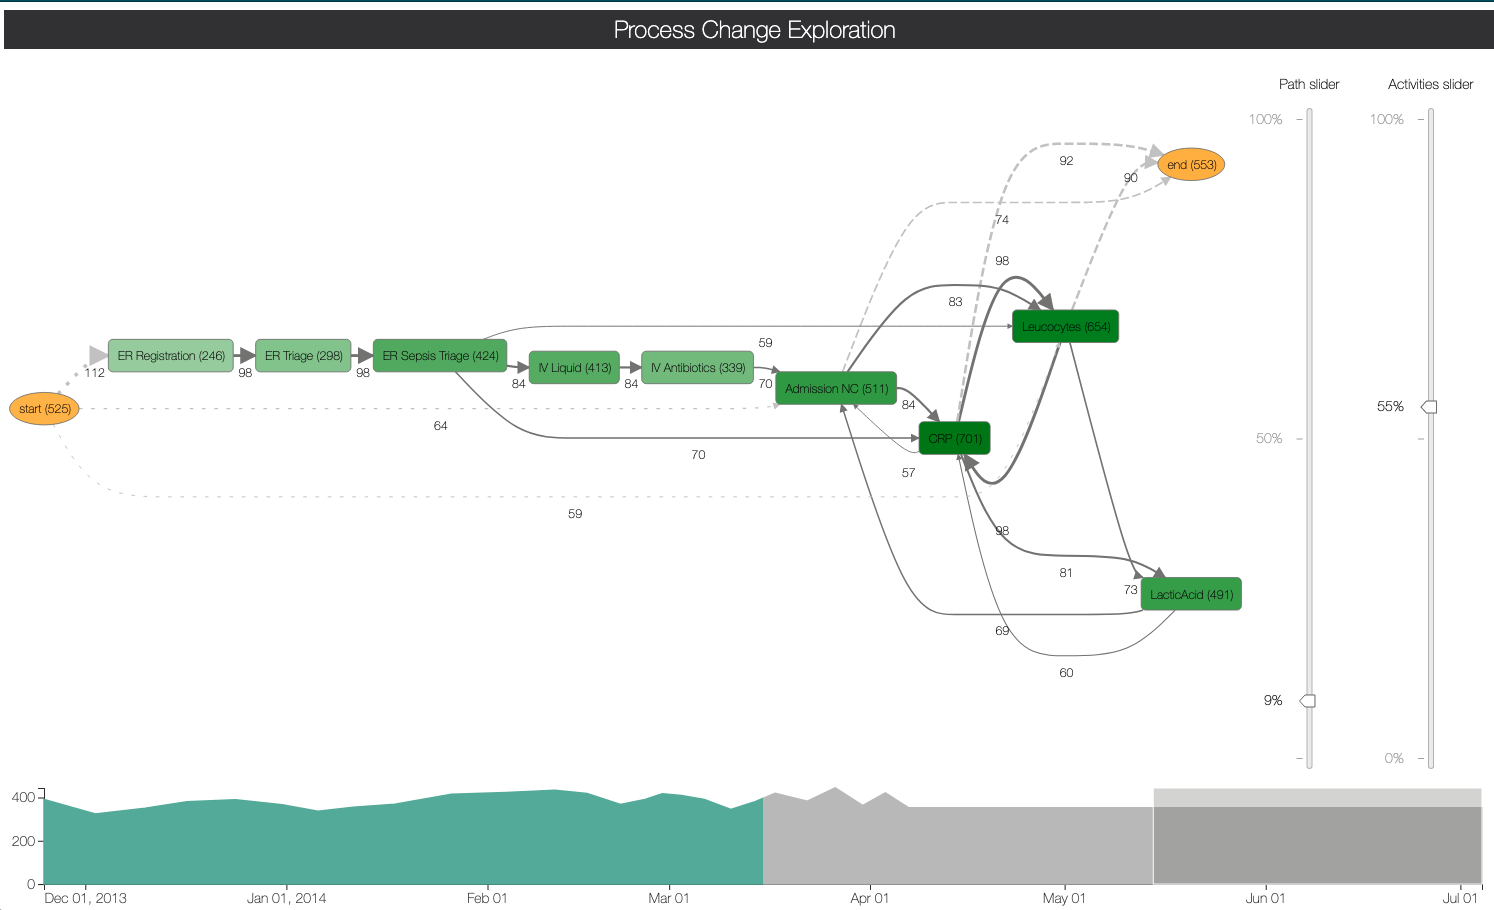 Process Change Exploration
Path slider
Activities slider
100%
100%
92
end (553)
90
74
98
83
Leucocytes (654)
59
ER Registration (246)
ER Triage (298)
ER Sepsis Triage (424)
IV Liquid (413)
IV Antibiotics (339)
112
98
98
84
84
70
Admission NC (511)
84
start (525)
55%
64
CRP (701)
50%
70
57
59
98
81
73
LacticAcid (491)
69
60
9%
0%
400
200
0
Dec 01, 2013
Jan 01, 2014
Feb 01
Mar 01
Apr 01
May 01
Jun 01
Jul 01